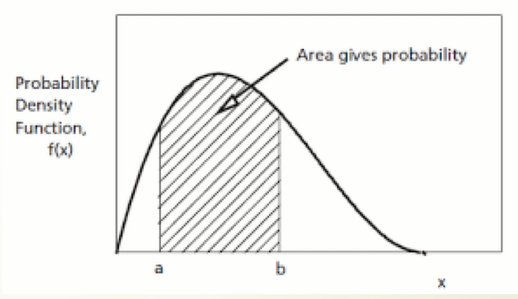 Area gives probability
Probability
Density
Function,
f(x)
a
b
x